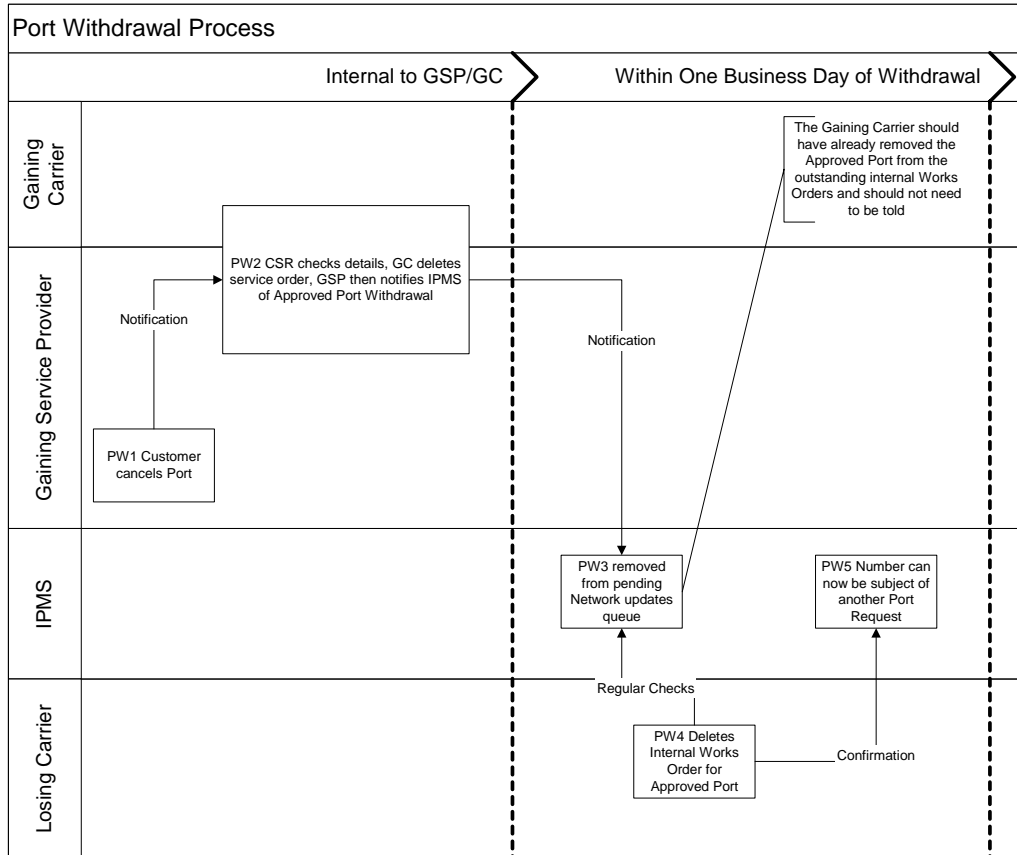 Port Withdrawal Process
Internal to GSP/GC
Within One Business Day of Withdrawal
Gaining
Carrier
The Gaining Carrier should
have already removed the
Approved Port from the
outstanding internal Works
Orders and should not need
to be told
Gaining Service Provider
PW2 CSR checks details, GC deletes
service order, GSP then notifies IPMS
of Approved Port Withdrawal
Notification
Notification
PW1 Customer
cancels Port
IPMS
PW3 removed
from pending
Network updates
queue
PW5 Number can
now be subject of
another Port
Request
Losing Carrier
Regular Checks
PW4 Deletes
Internal Works
Order for
Approved Port
Confirmation